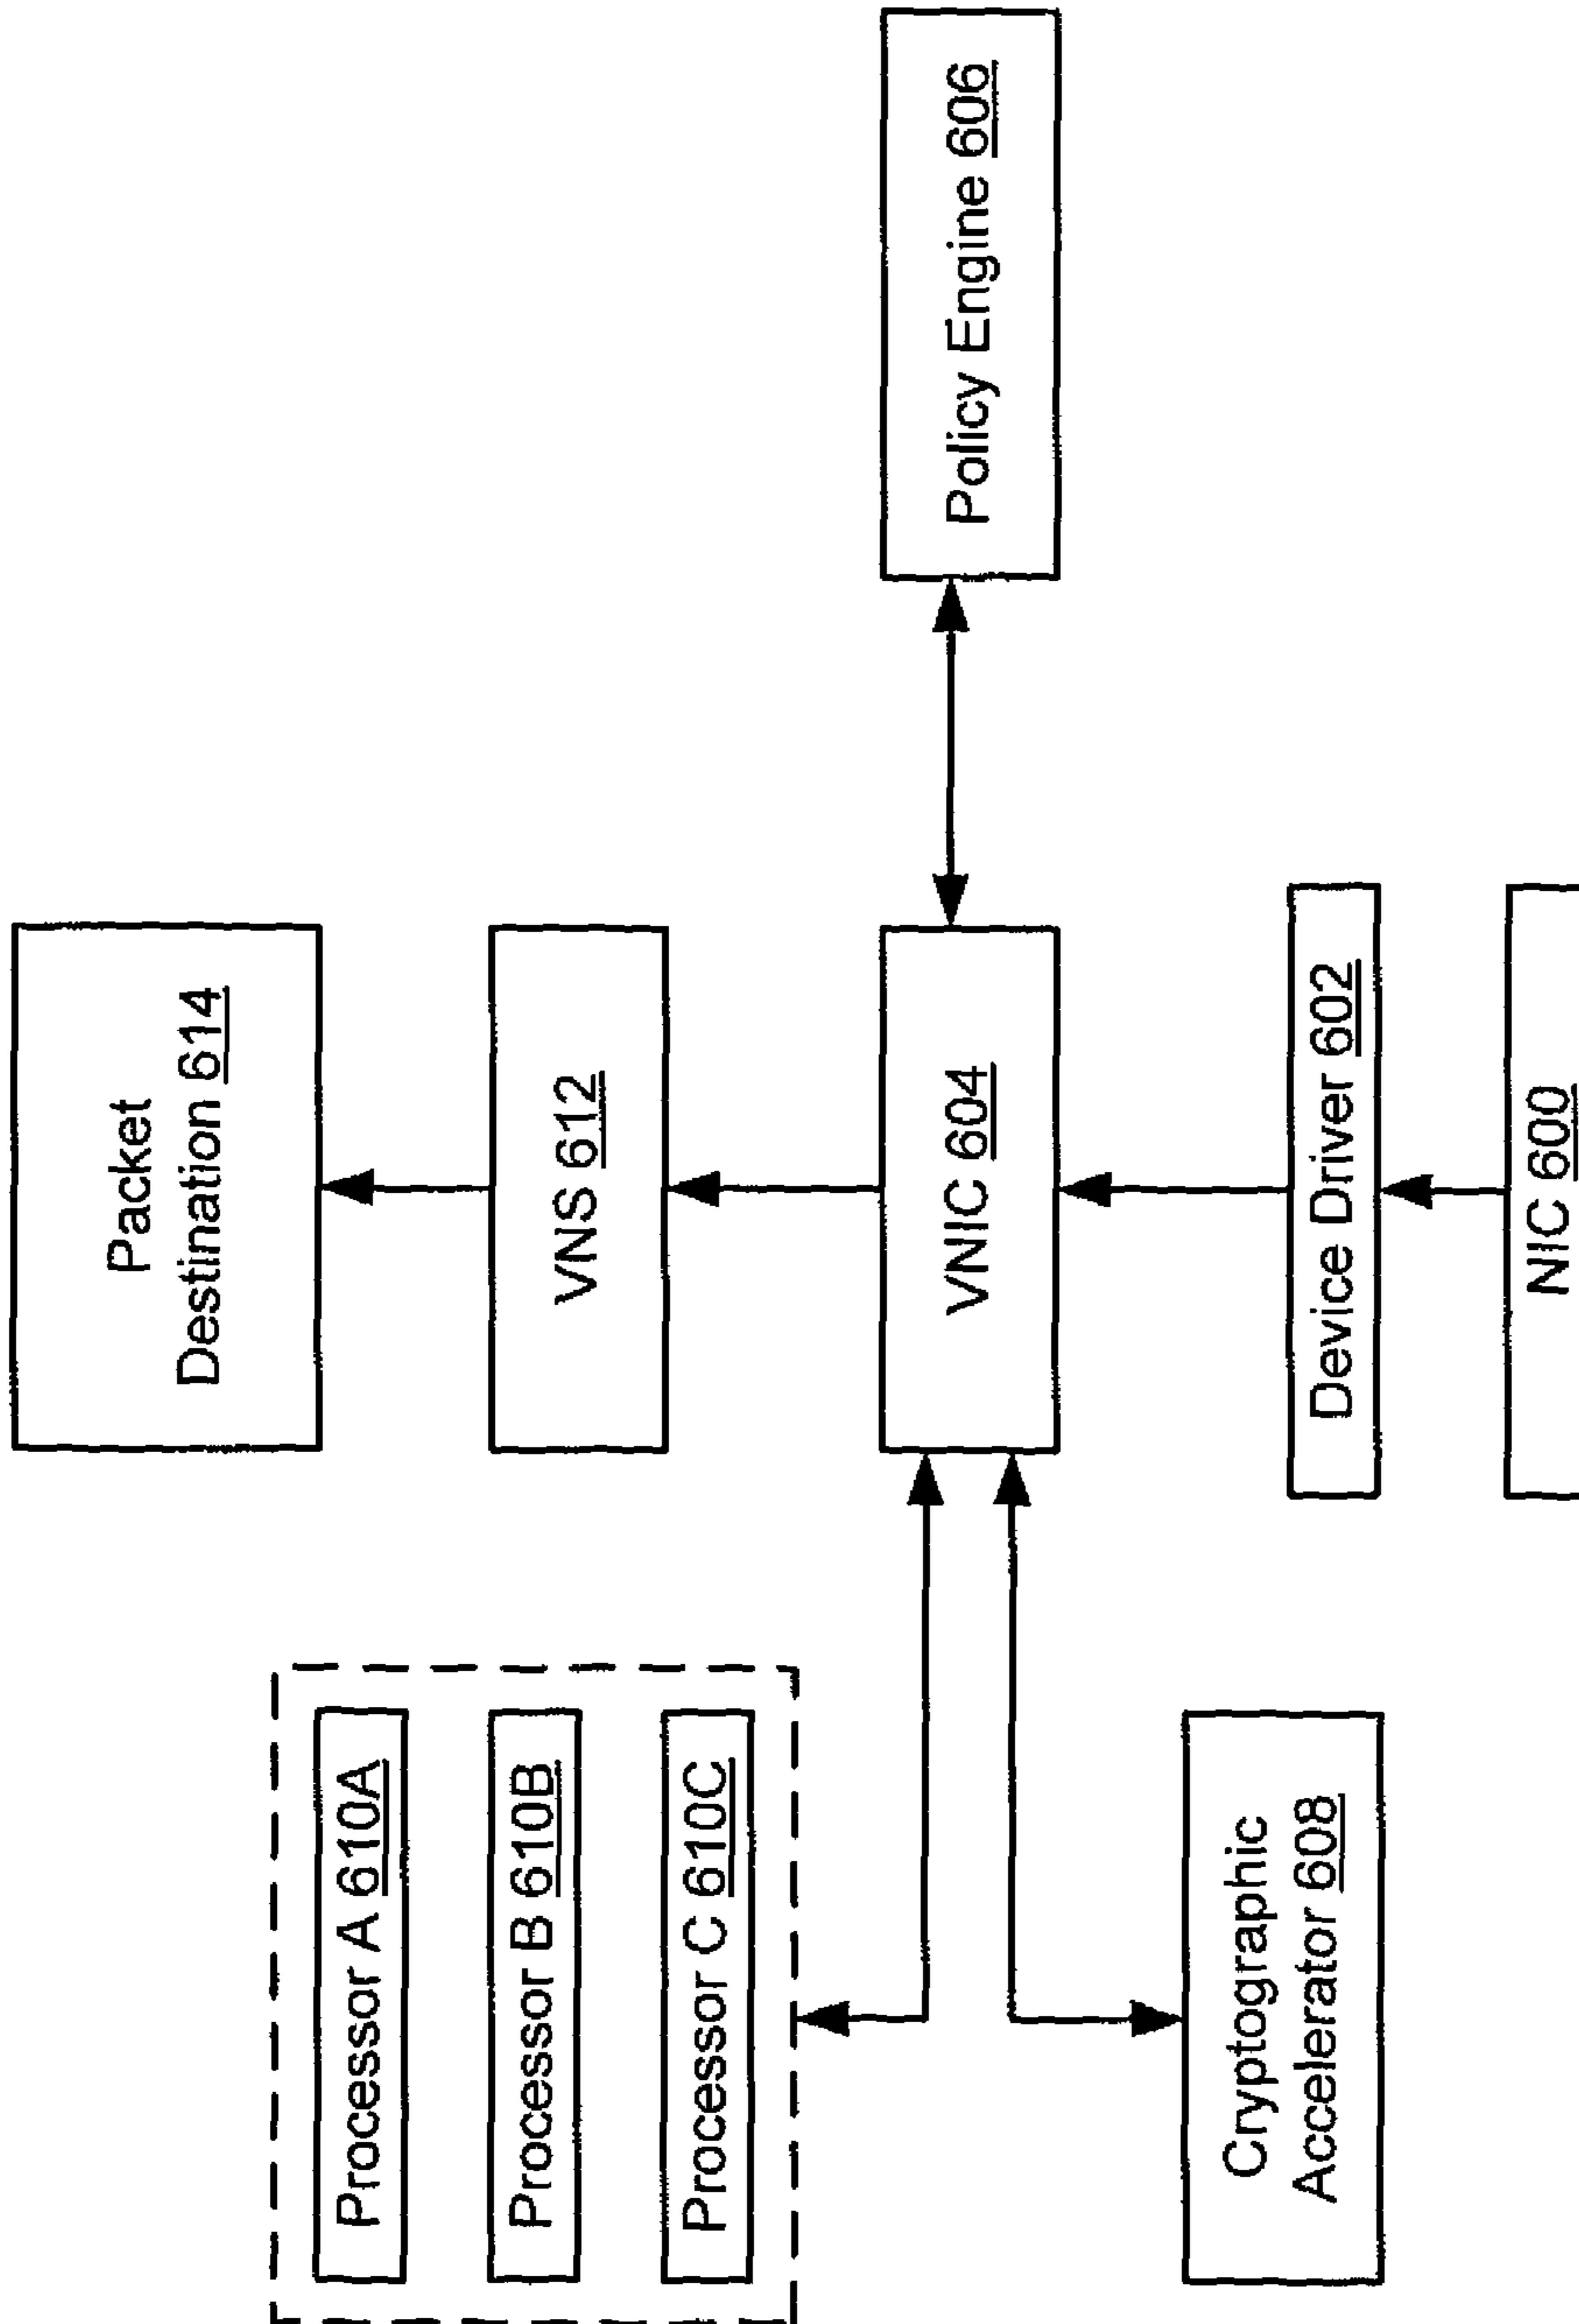 Packet
Destination 614
Processor A 610A
Processor B 610B
VNS 612
Processor C 610C
VNIC 604
Policy Engine 606
Cryptographic
Accelerator 608
Device Driver 602
NIC 600